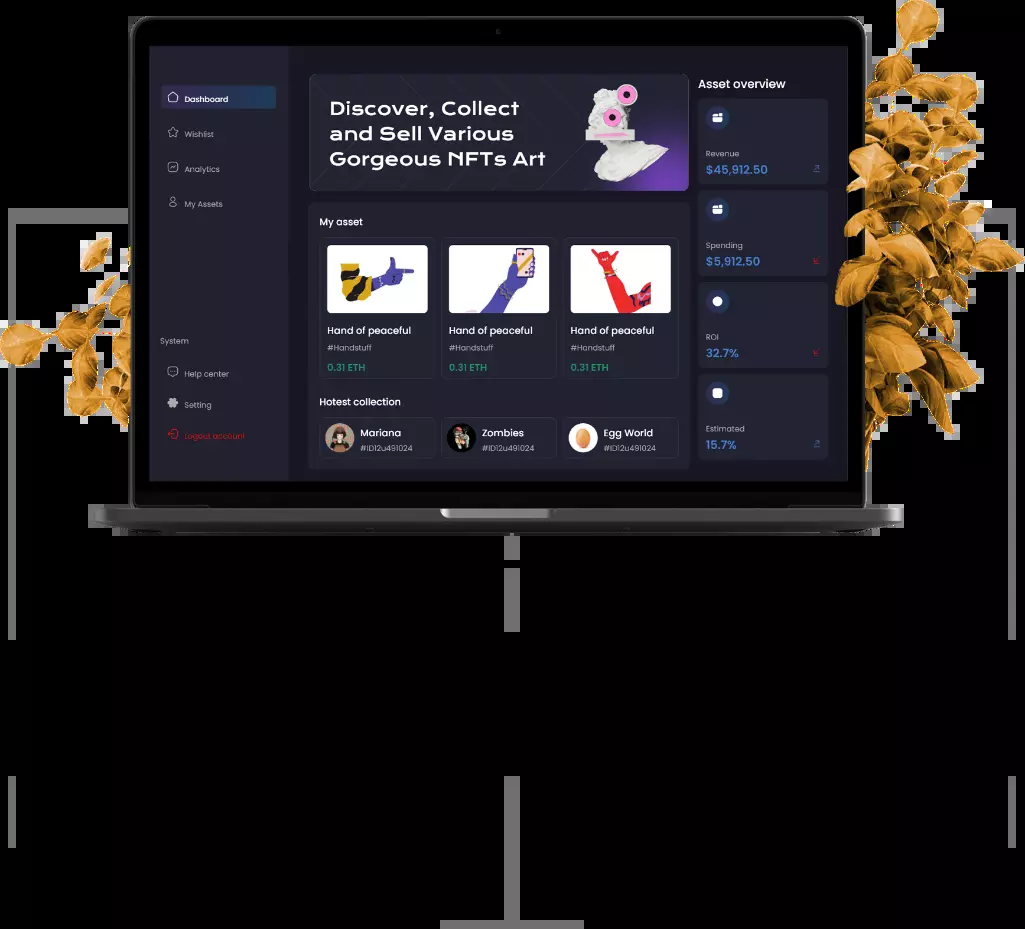 Dashboard
Wishlist
Analytics
My Assets
System
Help center
Setting
Logout account
Discover, Collect
and Sell Various
Gorgeous NFTs Art
My asset
Hand of peaceful
#Handstuff
0.31 ETH
Hand of peaceful
#Handstuff
0.31 ETH
Hand of peaceful
#Handstuff
0.31 ETH
Hotest collection
Mariana
#ID12u491024
Zombies
#ID12u491024
Egg World
#ID12u491024
Asset overview
Revenue
$45,912.50
Spending
$5,912.50
ROI
32.7%
Estimated
15.7%